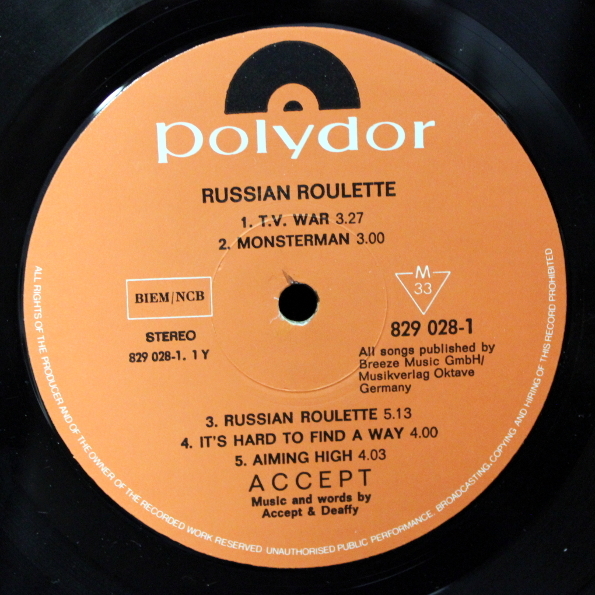 polydor
RUSSIAN ROULETTE
1. T.V. WAR 3.27
2. MONSTERMAN 3.00
BIEM/NCB
STEREO
829 028-1. 1 Y
M
33
829 028-1
All songs published by
Breeze Music GmbH/
Musikverlag Oktave
Germany
3. RUSSIAN ROULETTE 5.13
4. IT'S HARD TO FIND A WAY 4.00
5. AIMING HIGH 4.03
ACCEPT
Music and words by
Accept & Deaffy
ALL RIGHTS OF THE PRODUCER AND OF THE OWNER OF THE RECORDED WORK RESERVED UNAUTHORISED PUBLIC PERFORMANCE, BROADCASTING, COPYING AND HIRING OF THIS RECORD PROHIBITED